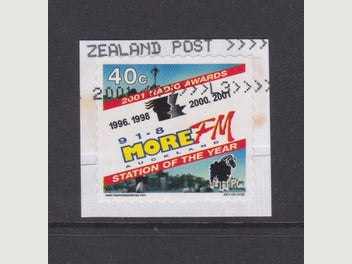 ZEALAND POST >>>>
40c
2001 RADIO AWARDS
1996. 1998
2000. 2001
91·8
MORE FM
AUCKLAND
STATION OF THE YEAR